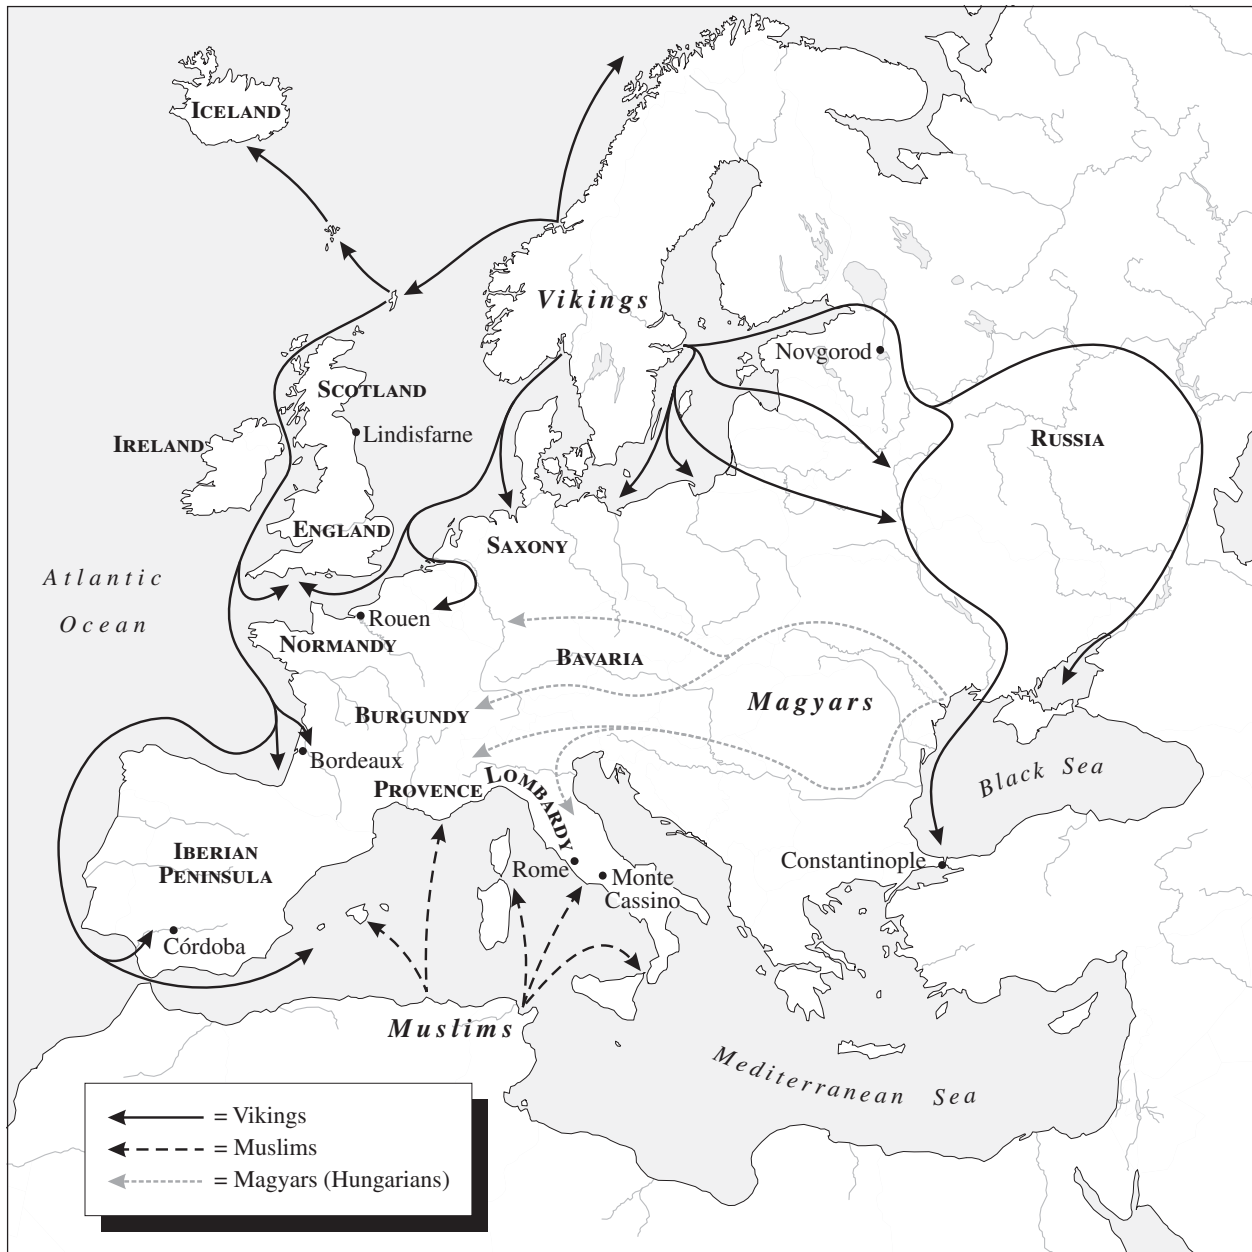 ICELAND
Vikings
Novgorod
SCOTLAND
Lindisfarne
IRELAND
RUSSIA
ENGLAND
SAXONY
Atlantic
Ocean
Rouen
NORMANDY
BAVARIA
Magyars
BURGUNDY
Bordeaux
Black Sea
PROVENCE
LOMBARDY
IBERIAN
PENINSULA
Rome
Monte
Cassino
Constantinople
Córdoba
Muslims
Mediterranean Sea
= Vikings
= Muslims
= Magyars (Hungarians)